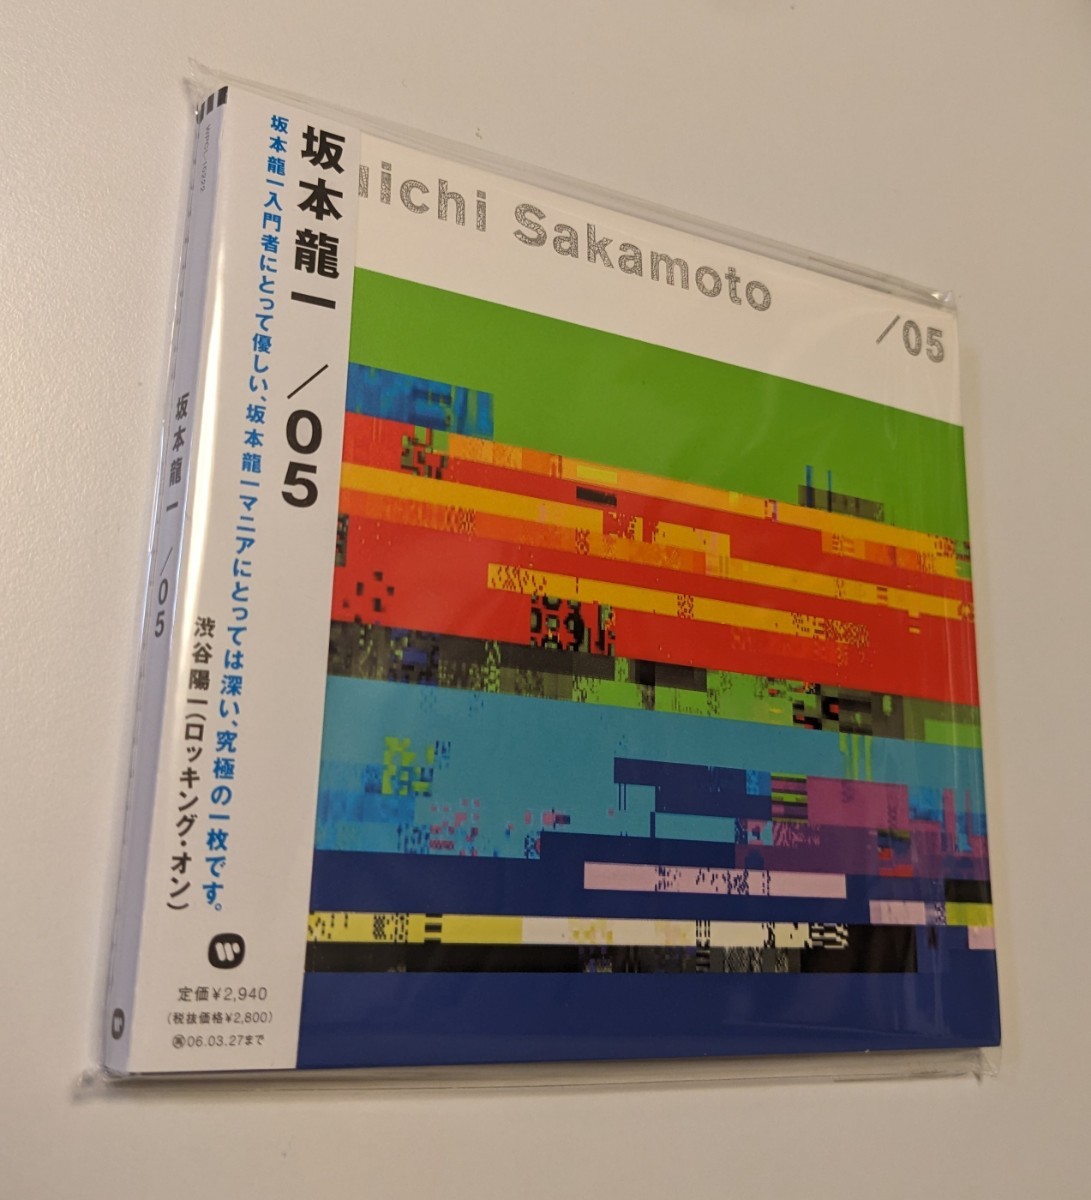 坂本龍一 /05
坂本龍一入門者にとって優しい、坂本龍一マニアにとっては深い、究極の一枚です。
渋谷陽一(ロッキング・オン)
定価¥2,940
(税抜価格¥2,800)
06.03.27まで
坂本龍一 /05
uichi Sakamoto
/05